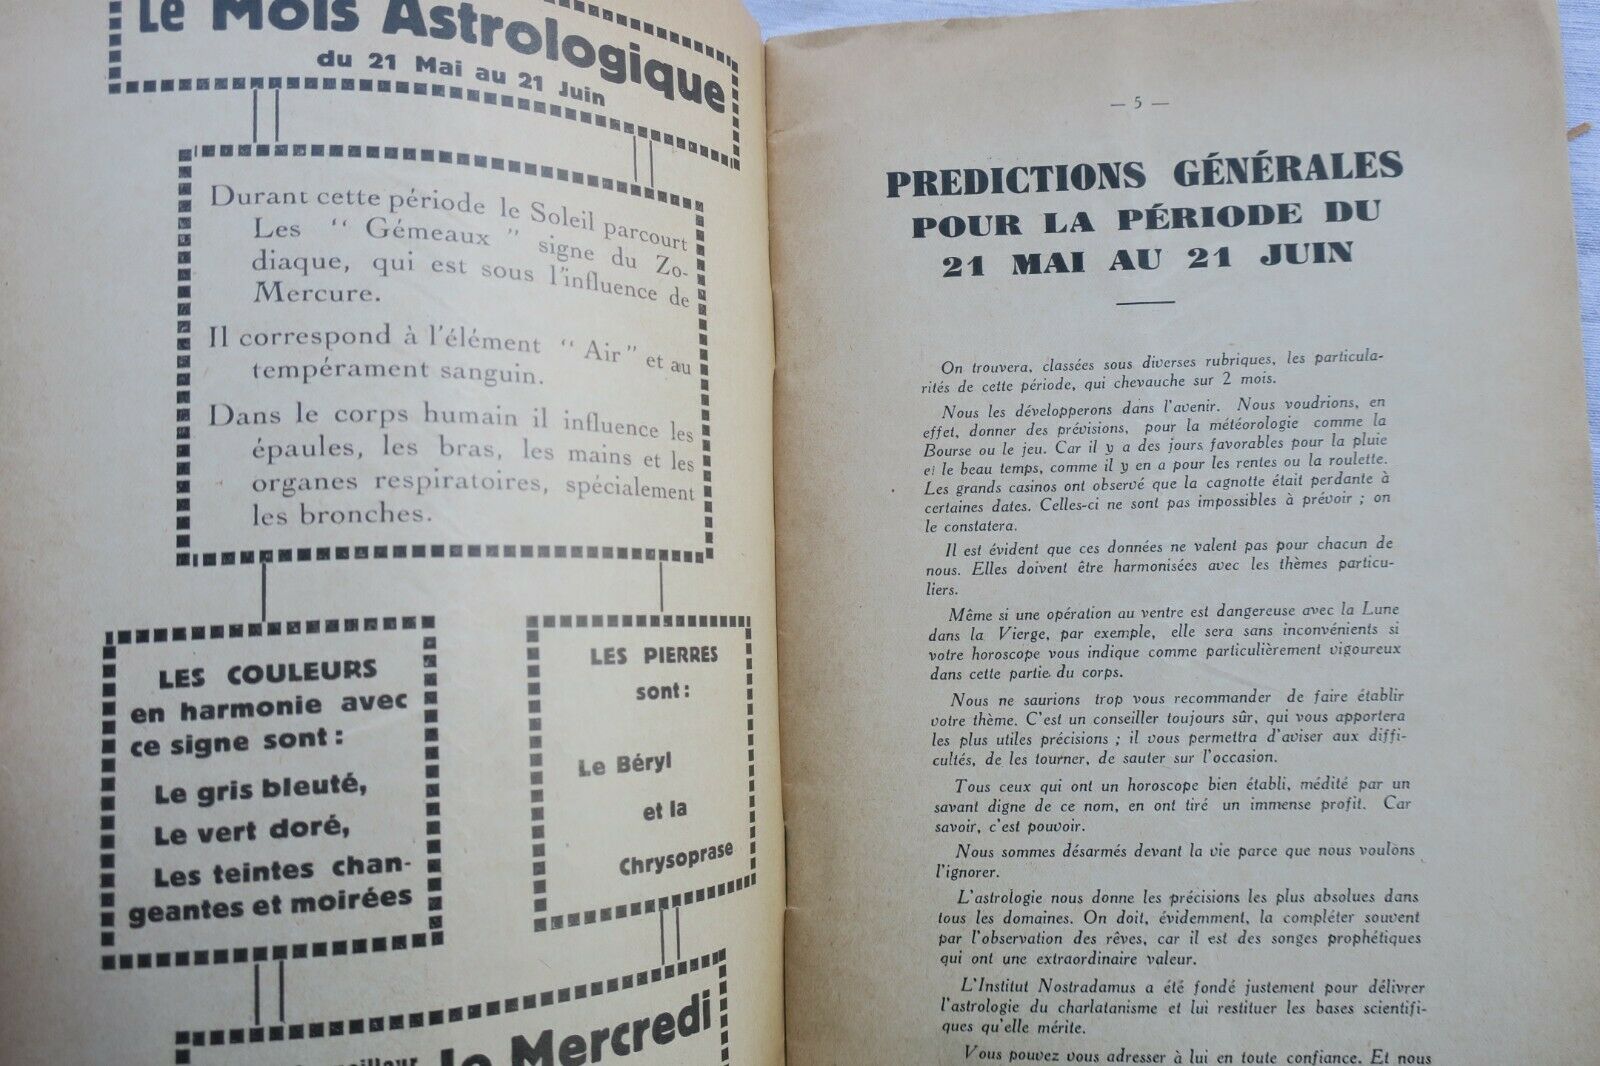 Le Mois Astrologique
du 21 Mai au 21 Juin
Durant cette période le Soleil parcourt
Les “ Gémeaux ” signe du Zo-
diaque, qui est sous l'influence de
Mercure.
Il correspond à l'élément “ Air ” et au
tempérament sanguin.
Dans le corps humain il influence les
épaules, les bras, les mains et les
organes respiratoires, spécialement
les bronches.
LES COULEURS
en harmonie avec
ce signe sont :
Le gris bleuté,
Le vert doré,
Les teintes chan-
geantes et moirées
LES PIERRES
sont :
Le Béryl
et la
Chrysoprase
le Mercredi
— 5 —
PREDICTIONS GÉNÉRALES
POUR LA PÉRIODE DU
21 MAI AU 21 JUIN
On trouvera, classées sous diverses rubriques, les particula-
rités de cette période, qui chevauche sur 2 mois.
Nous les développerons dans l'avenir. Nous voudrions, en
effet, donner des prévisions, pour la météorologie comme la
Bourse ou le jeu. Car il y a des jours favorables pour la pluie
et le beau temps, comme il y en a pour les rentes ou la roulette.
Les grands casinos ont observé que la cagnotte était perdante à
certaines dates. Celles-ci ne sont pas impossibles à prévoir ; on
le constatera.
Il est évident que ces données ne valent pas pour chacun de
nous. Elles doivent être harmonisées avec les thèmes particu-
liers.
Même si une opération au ventre est dangereuse avec la Lune
dans la Vierge, par exemple, elle sera sans inconvénients si
votre horoscope vous indique comme particulièrement vigoureux
dans cette partie du corps.
Nous ne saurions trop vous recommander de faire établir
votre thème. C'est un conseiller toujours sûr, qui vous apportera
les plus utiles précisions ; il vous permettra d'aviser aux diffi-
cultés, de les tourner, de sauter sur l'occasion.
Tous ceux qui ont un horoscope bien établi, médité par un
savant digne de ce nom, en ont tiré un immense profit. Car
savoir, c'est pouvoir.
Nous sommes désarmés devant la vie parce que nous voulons
l'ignorer.
L'astrologie nous donne les précisions les plus absolues dans
tous les domaines. On doit, évidemment, la compléter souvent
par l'observation des rêves, car il est des songes prophétiques
qui ont une extraordinaire valeur.
L'Institut Nostradamus a été fondé justement pour délivrer
l'astrologie du charlatanisme et lui restituer les bases scientifi-
ques qu'elle mérite.
Vous pouvez vous adresser à lui en toute confiance. Et nous